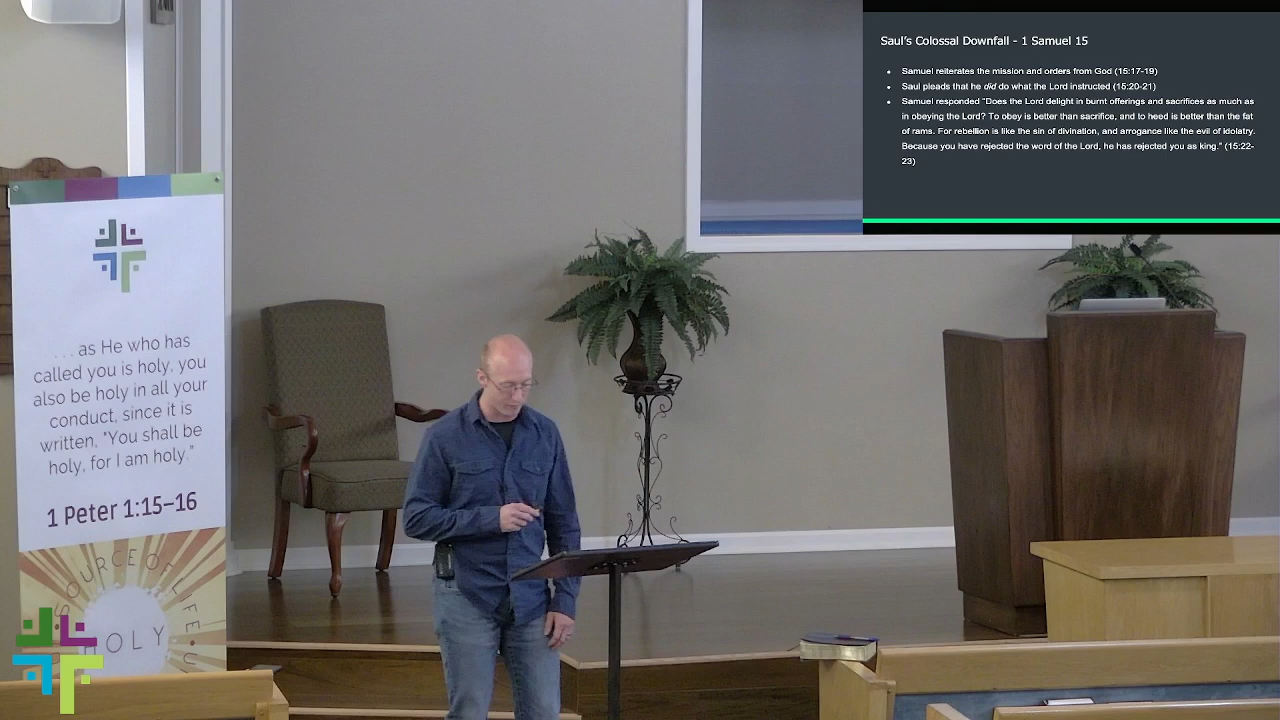 Saul's Colossal Downfall - 1 Samuel 15
• Samuel reiterates the mission and orders from God (15:17-19)
• Saul pleads that he did do what the Lord instructed (15:20-21)
• Samuel responded "Does the Lord delight in burnt offerings and sacrifices as much as
in obeying the Lord? To obey is better than sacrifice, and to heed is better than the fat
of rams. For rebellion is like the sin of divination, and arrogance like the evil of idolatry.
Because you have rejected the word of the Lord, he has rejected you as king." (15:22-
23)
. . . as He who has
called you is holy, you
also be holy in all your
conduct, since it is
written, "You shall be
holy, for I am holy."
1 Peter 1:15–16
SOURCE OF LIFE
HOLY